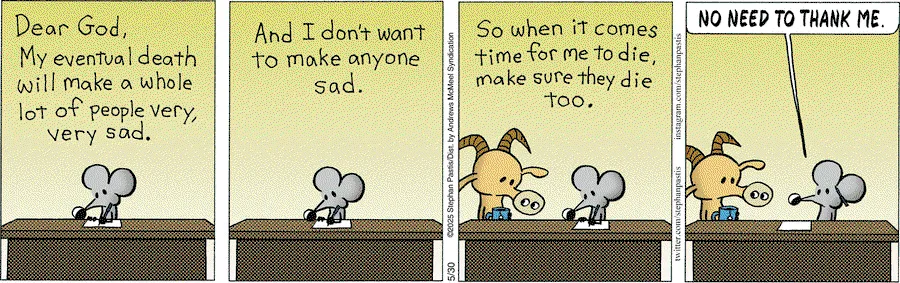 Dear God,
My eventual death
will make a whole
lot of people very,
very sad.
And I don't want
to make anyone
sad.
©2025 Stephan Pastis/Dist. by Andrews McMeel Syndication
5/30
So when it comes
time for me to die,
make sure they die
too.
twitter.com/stephanpastis
instagram.com/stephanpastis
NO NEED TO THANK ME.